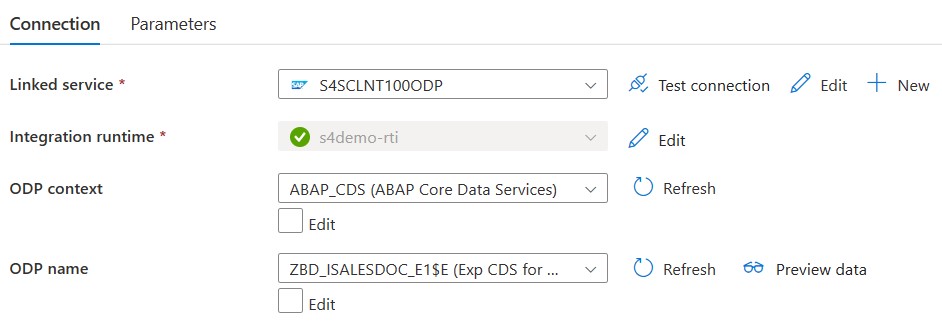 Connection Parameters
Linked service * SAP S4SCLNT100ODP Test connection Edit New
Integration runtime * s4demo-rti Edit
ODP context ABAP_CDS (ABAP Core Data Services) Refresh
Edit
ODP name ZBD_ISALESDOC_E1$E (Exp CDS for ... Refresh Preview data
Edit